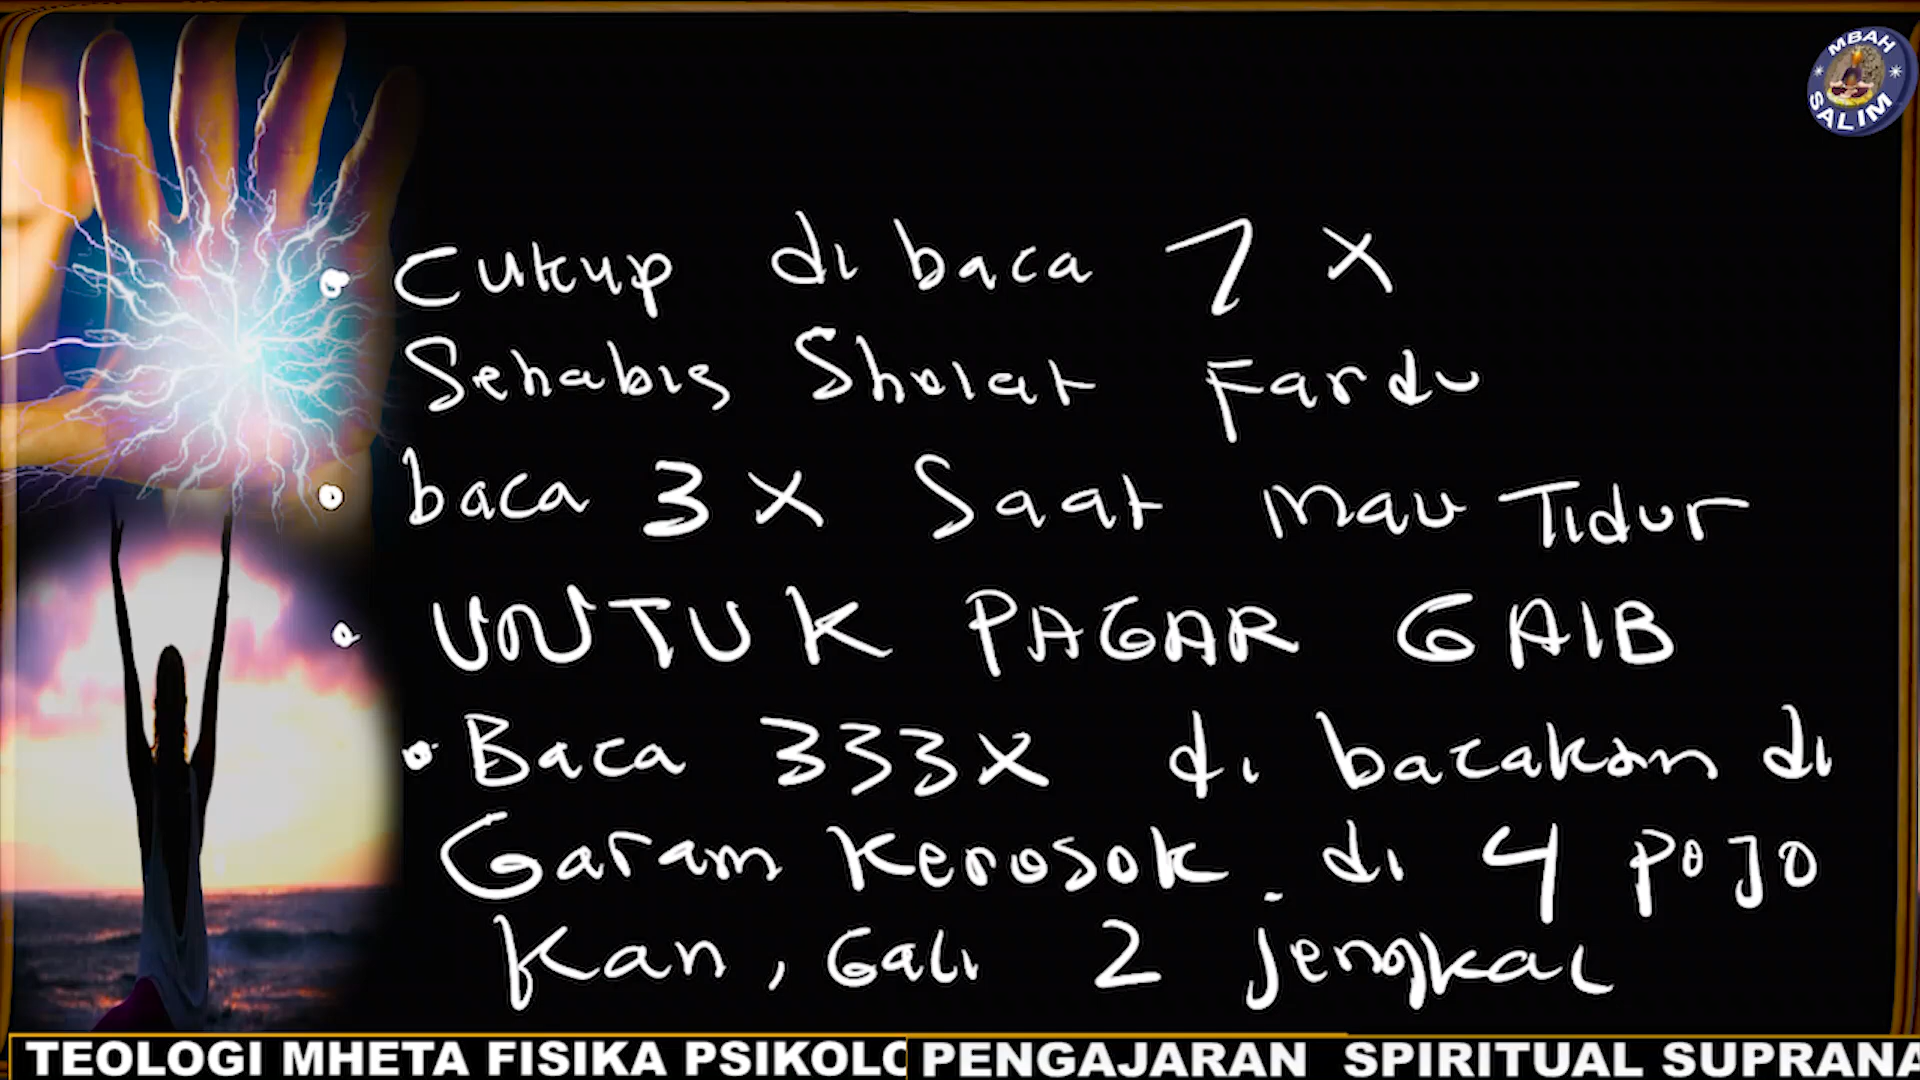 MBAH
SALIM
Cukup di baca 7 x
Sehabis Sholat Fardu
baca 3 x Saat mau Tidur
UNTUK PAGAR GAIB
Baca 333x di bacakan di
Garam Kerosok. di 4 pojo
kan, Gali 2 jengkal
TEOLOGI MHETA FISIKA PSIKOLO PENGAJARAN SPIRITUAL SUPRANA